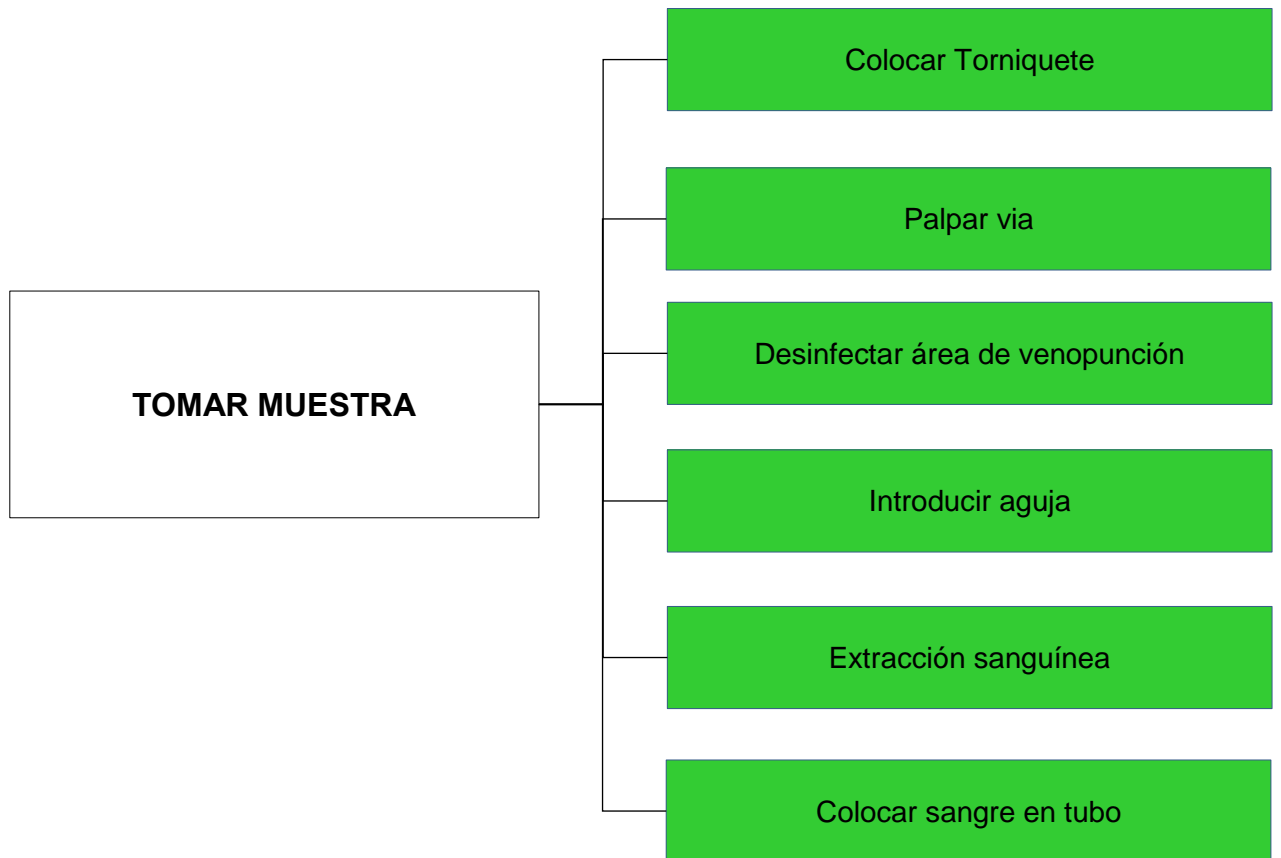 Colocar Torniquete
Palpar via
Desinfectar área de venopunción
TOMAR MUESTRA
Introducir aguja
Extracción sanguínea
Colocar sangre en tubo